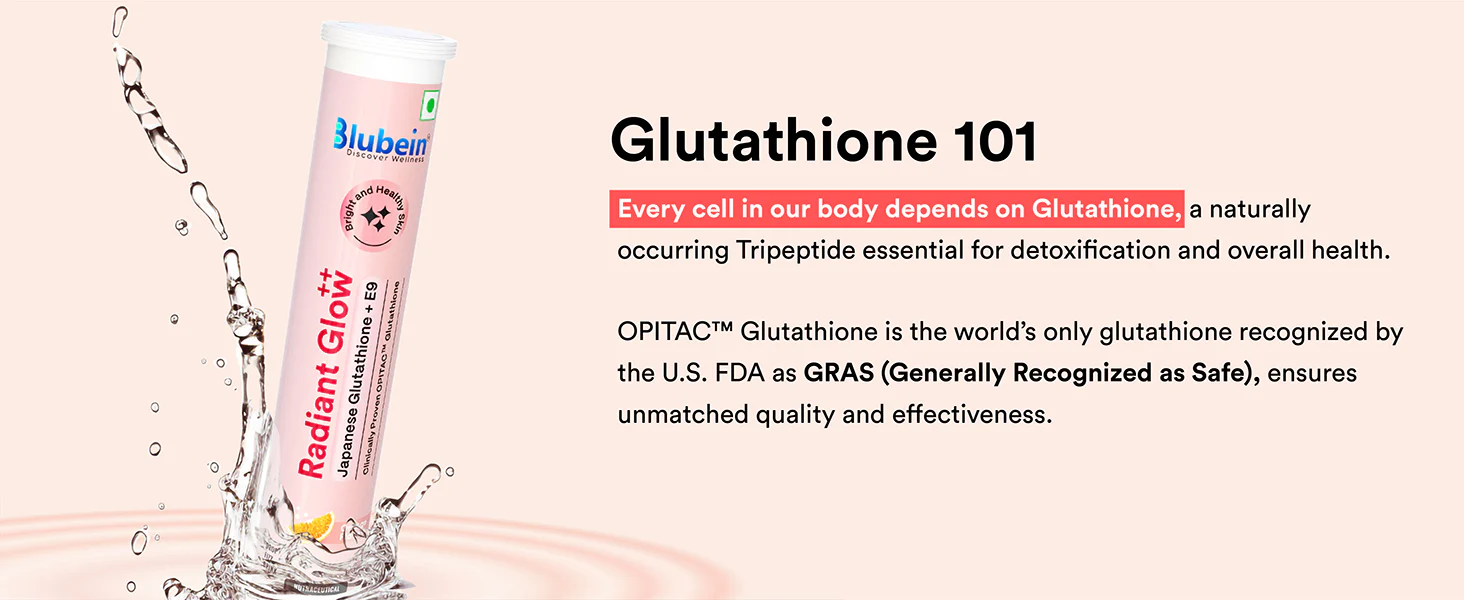 Blubein
Discover Wellness
Bright and Healthy Skin
Radiant Glow++
Japanese Glutathione + E9
Clinically Proven OPITAC™ Glutathione
NUTRACEUTICAL
Glutathione 101
Every cell in our body depends on Glutathione, a naturally
occurring Tripeptide essential for detoxification and overall health.
OPITAC™ Glutathione is the world's only glutathione recognized by
the U.S. FDA as GRAS (Generally Recognized as Safe), ensures
unmatched quality and effectiveness.